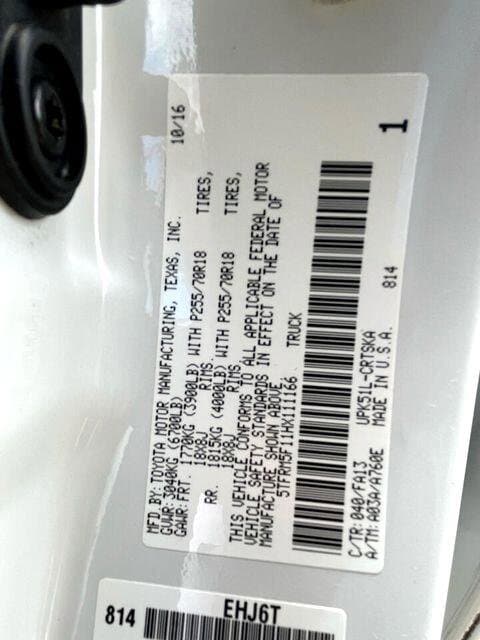 MFD.BY:TOYOTA MOTOR MANUFACTURING, TEXAS, INC. 10/16
GVWR:3040KG (6700LB)
GAWR:FRT. 1770KG (3900LB) WITH P255/70R18 TIRES,
18X8J RIMS
RR. 1815KG (4000LB) WITH P255/70R18 TIRES,
18X8J RIMS
THIS VEHICLE CONFORMS TO ALL APPLICABLE FEDERAL MOTOR
VEHICLE SAFETY STANDARDS IN EFFECT ON THE DATE OF
MANUFACTURE SHOWN ABOVE.
5TFRM5F11HX111166 TRUCK
C/TR:040/FA13 UPK51L-CRTSKA 814
A/TM:A03A/A760E MADE IN U.S.A.
1
814 EHJ6T